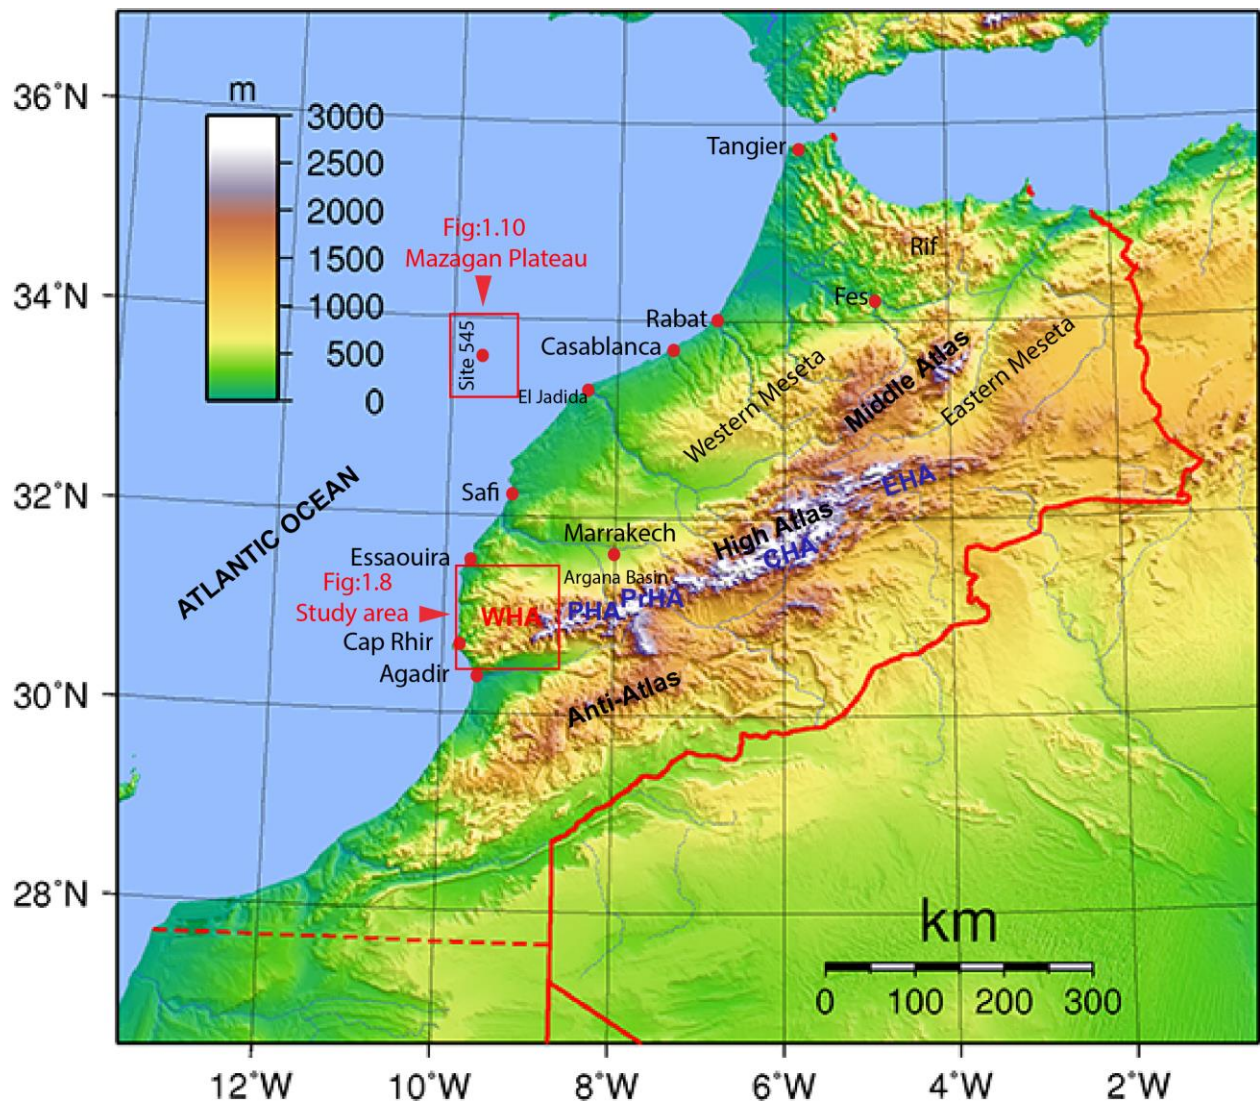 36°N
34°N
32°N
30°N
28°N
m
3000
2500
2000
1500
1000
500
0
Fig:1.10
Mazagan Plateau
Site 545
Tangier
Rif
Fes
Rabat
Casablanca
El Jadida
Western Meseta
Middle Atlas
Eastern Meseta
ATLANTIC OCEAN
Safi
EHA
High Atlas
CHA
Marrakech
Essaouira
Argana Basin
Fig:1.8
Study area
WHA
PHA
PrHA
Cap Rhir
Agadir
Anti-Atlas
km
0 100 200 300
12°W 10°W 8°W 6°W 4°W 2°W